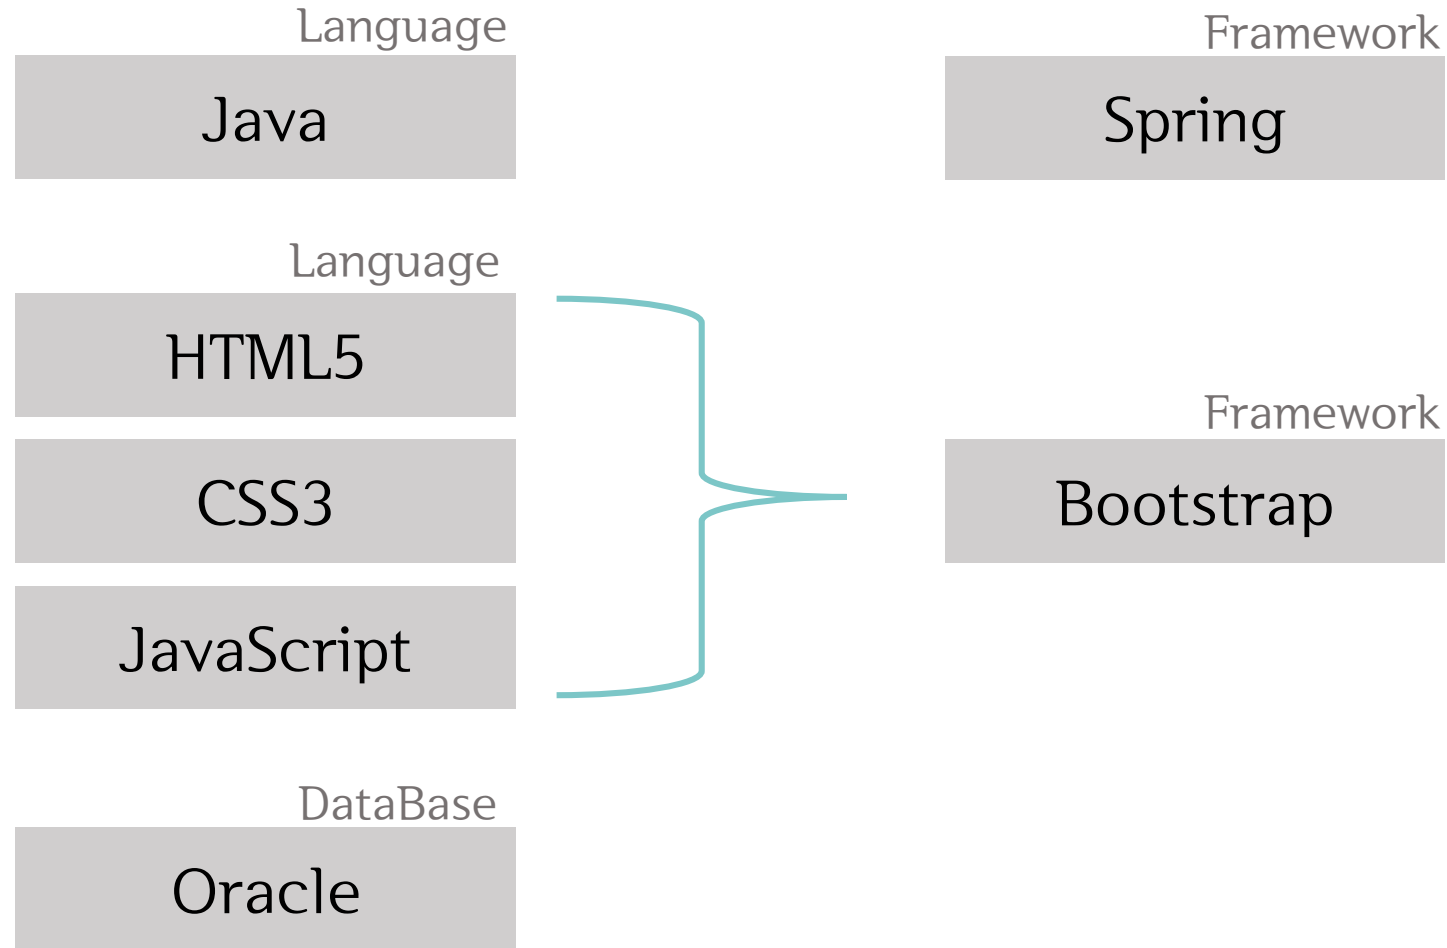 Language
Java
Framework
Spring
Language
HTML5
CSS3
JavaScript
Framework
Bootstrap
DataBase
Oracle